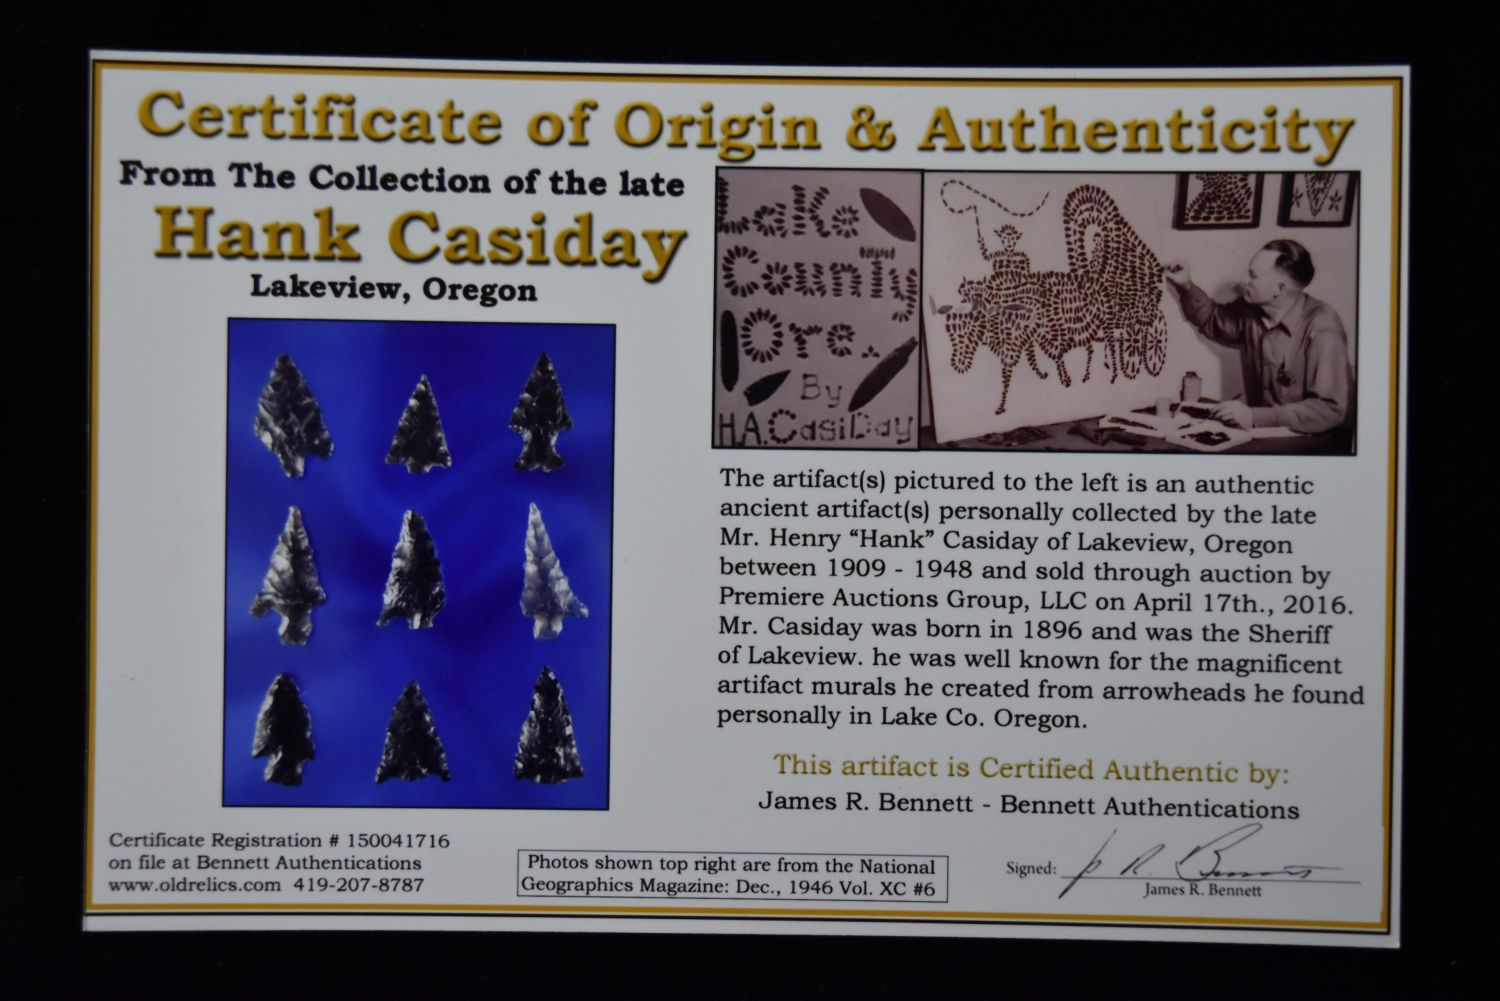 Certificate of Origin & Authenticity
From The Collection of the late
Hank Casiday
Lakeview, Oregon
Lake
County
Ore.
By
H.A. CasiDay
The artifact(s) pictured to the left is an authentic
ancient artifact(s) personally collected by the late
Mr. Henry “Hank” Casiday of Lakeview, Oregon
between 1909 - 1948 and sold through auction by
Premiere Auctions Group, LLC on April 17th., 2016.
Mr. Casiday was born in 1896 and was the Sheriff
of Lakeview. he was well known for the magnificent
artifact murals he created from arrowheads he found
personally in Lake Co. Oregon.
This artifact is Certified Authentic by:
James R. Bennett - Bennett Authentications
Certificate Registration # 150041716
on file at Bennett Authentications
www.oldrelics.com 419-207-8787
Photos shown top right are from the National
Geographics Magazine: Dec., 1946 Vol. XC #6
Signed: J. R. Bennett
James R. Bennett